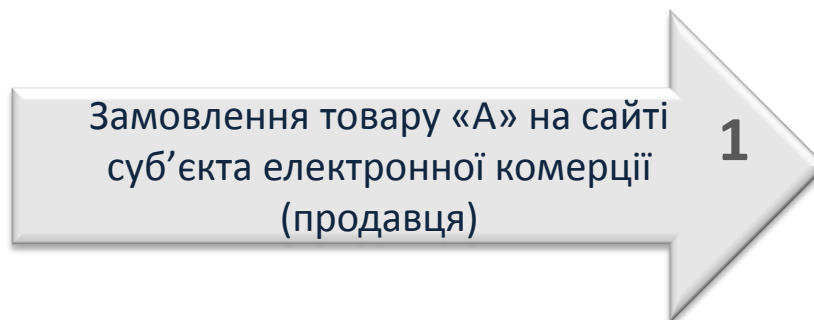 Замовлення товару «А» на сайті
суб’єкта електронної комерції
(продавця)
1